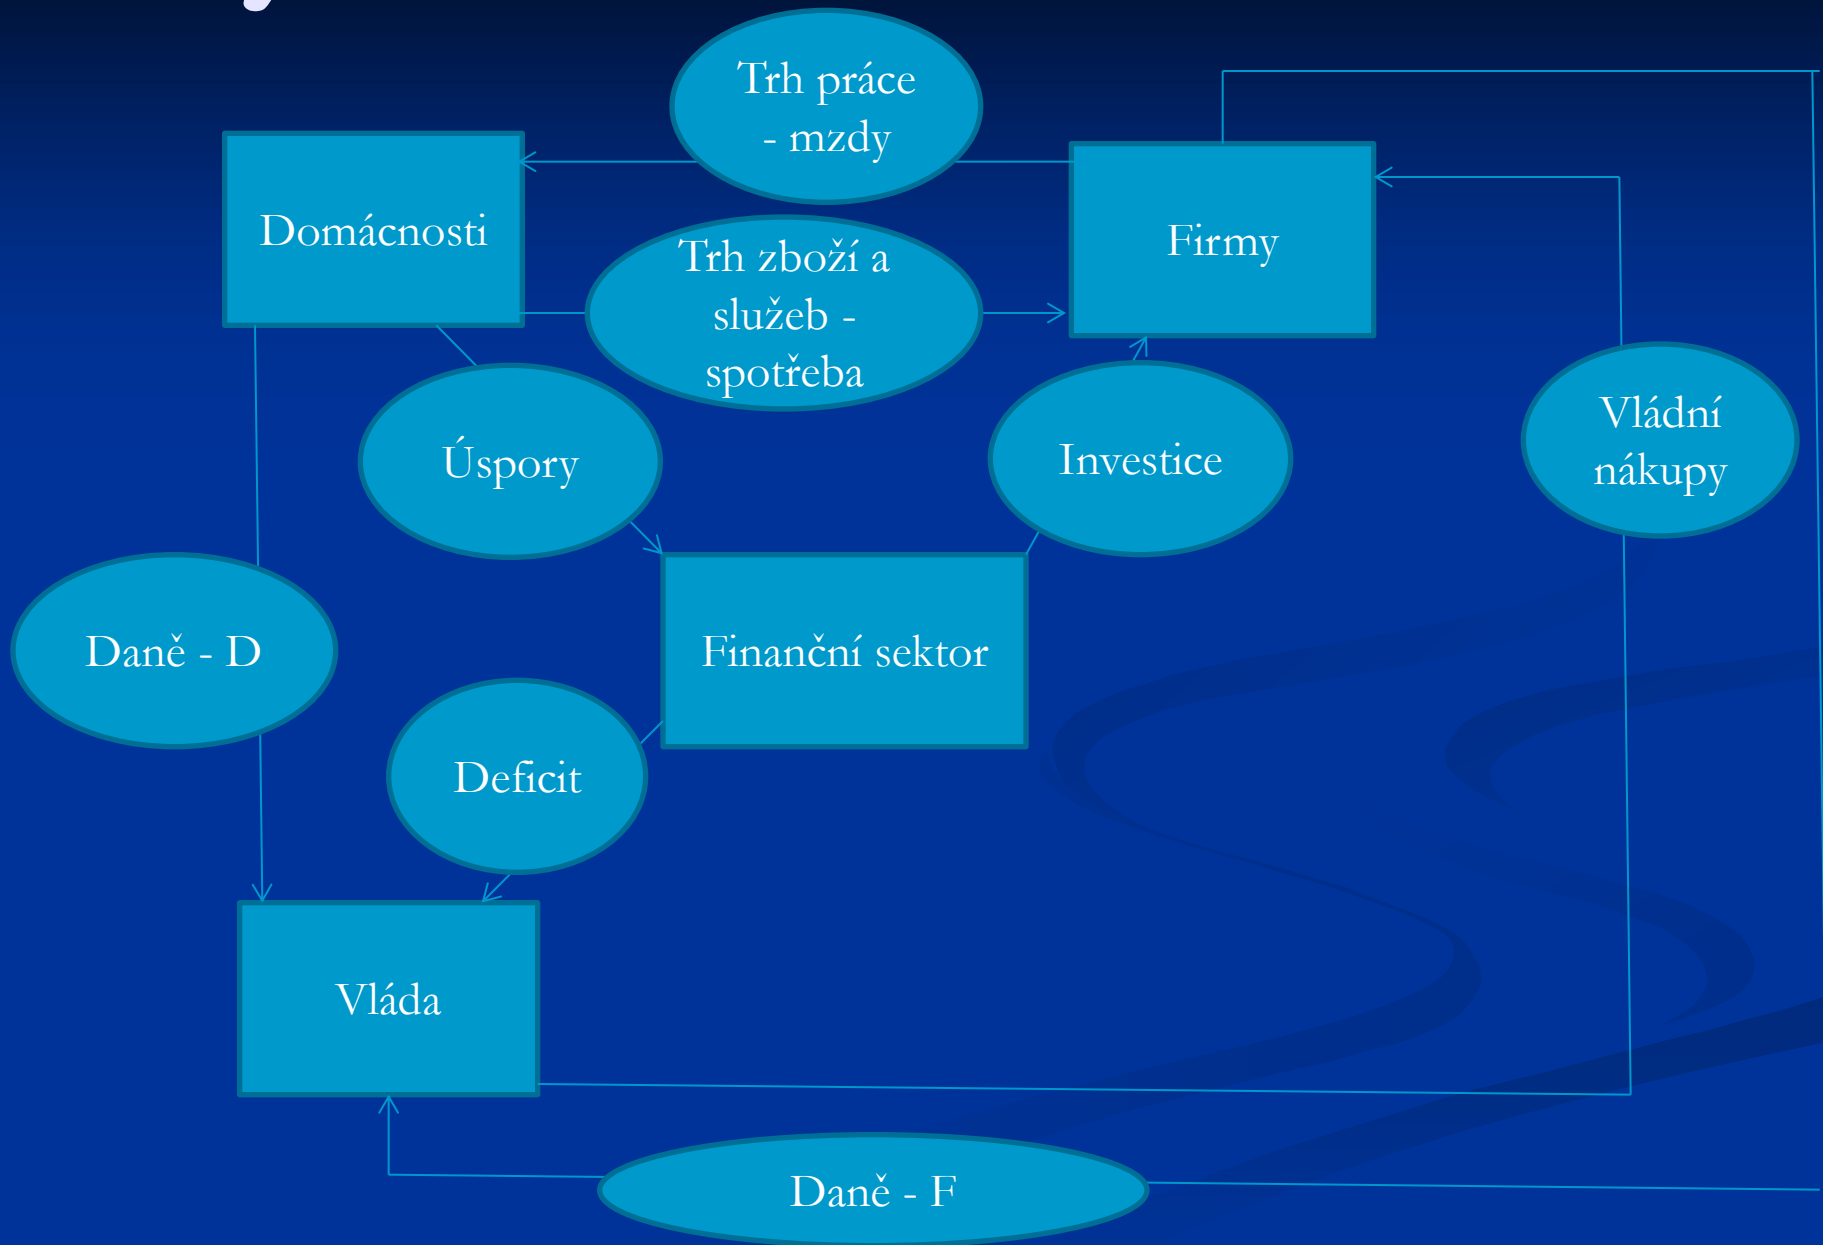 Trh práce
- mzdy
Domácnosti
Firmy
Trh zboží a
služeb -
spotřeba
Úspory
Investice
Vládní
nákupy
Daně - D
Finanční sektor
Deficit
Vláda
Daně - F